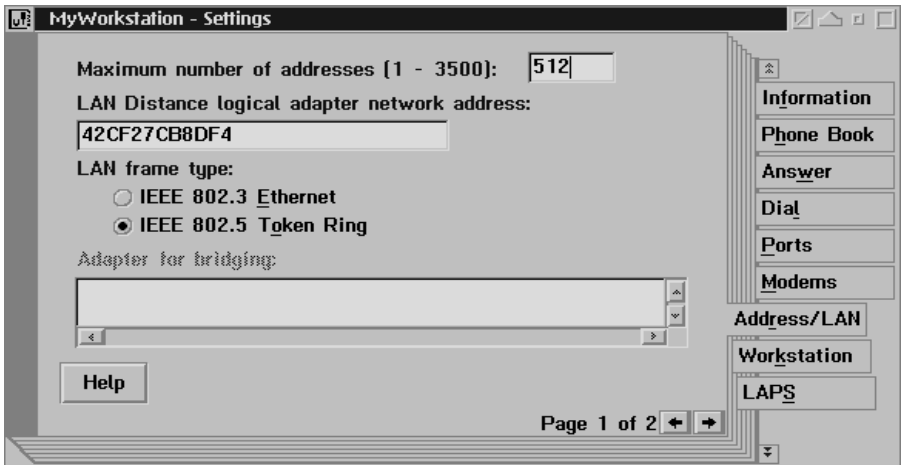 MyWorkstation - Settings
Maximum number of addresses (1 - 3500): 512
LAN Distance logical adapter network address:
42CF27CB8DF4
LAN frame type:
IEEE 802.3 Ethernet
IEEE 802.5 Token Ring
Adapter for bridging:
Help
Page 1 of 2
Information
Phone Book
Answer
Dial
Ports
Modems
Address/LAN
Workstation
LAPS